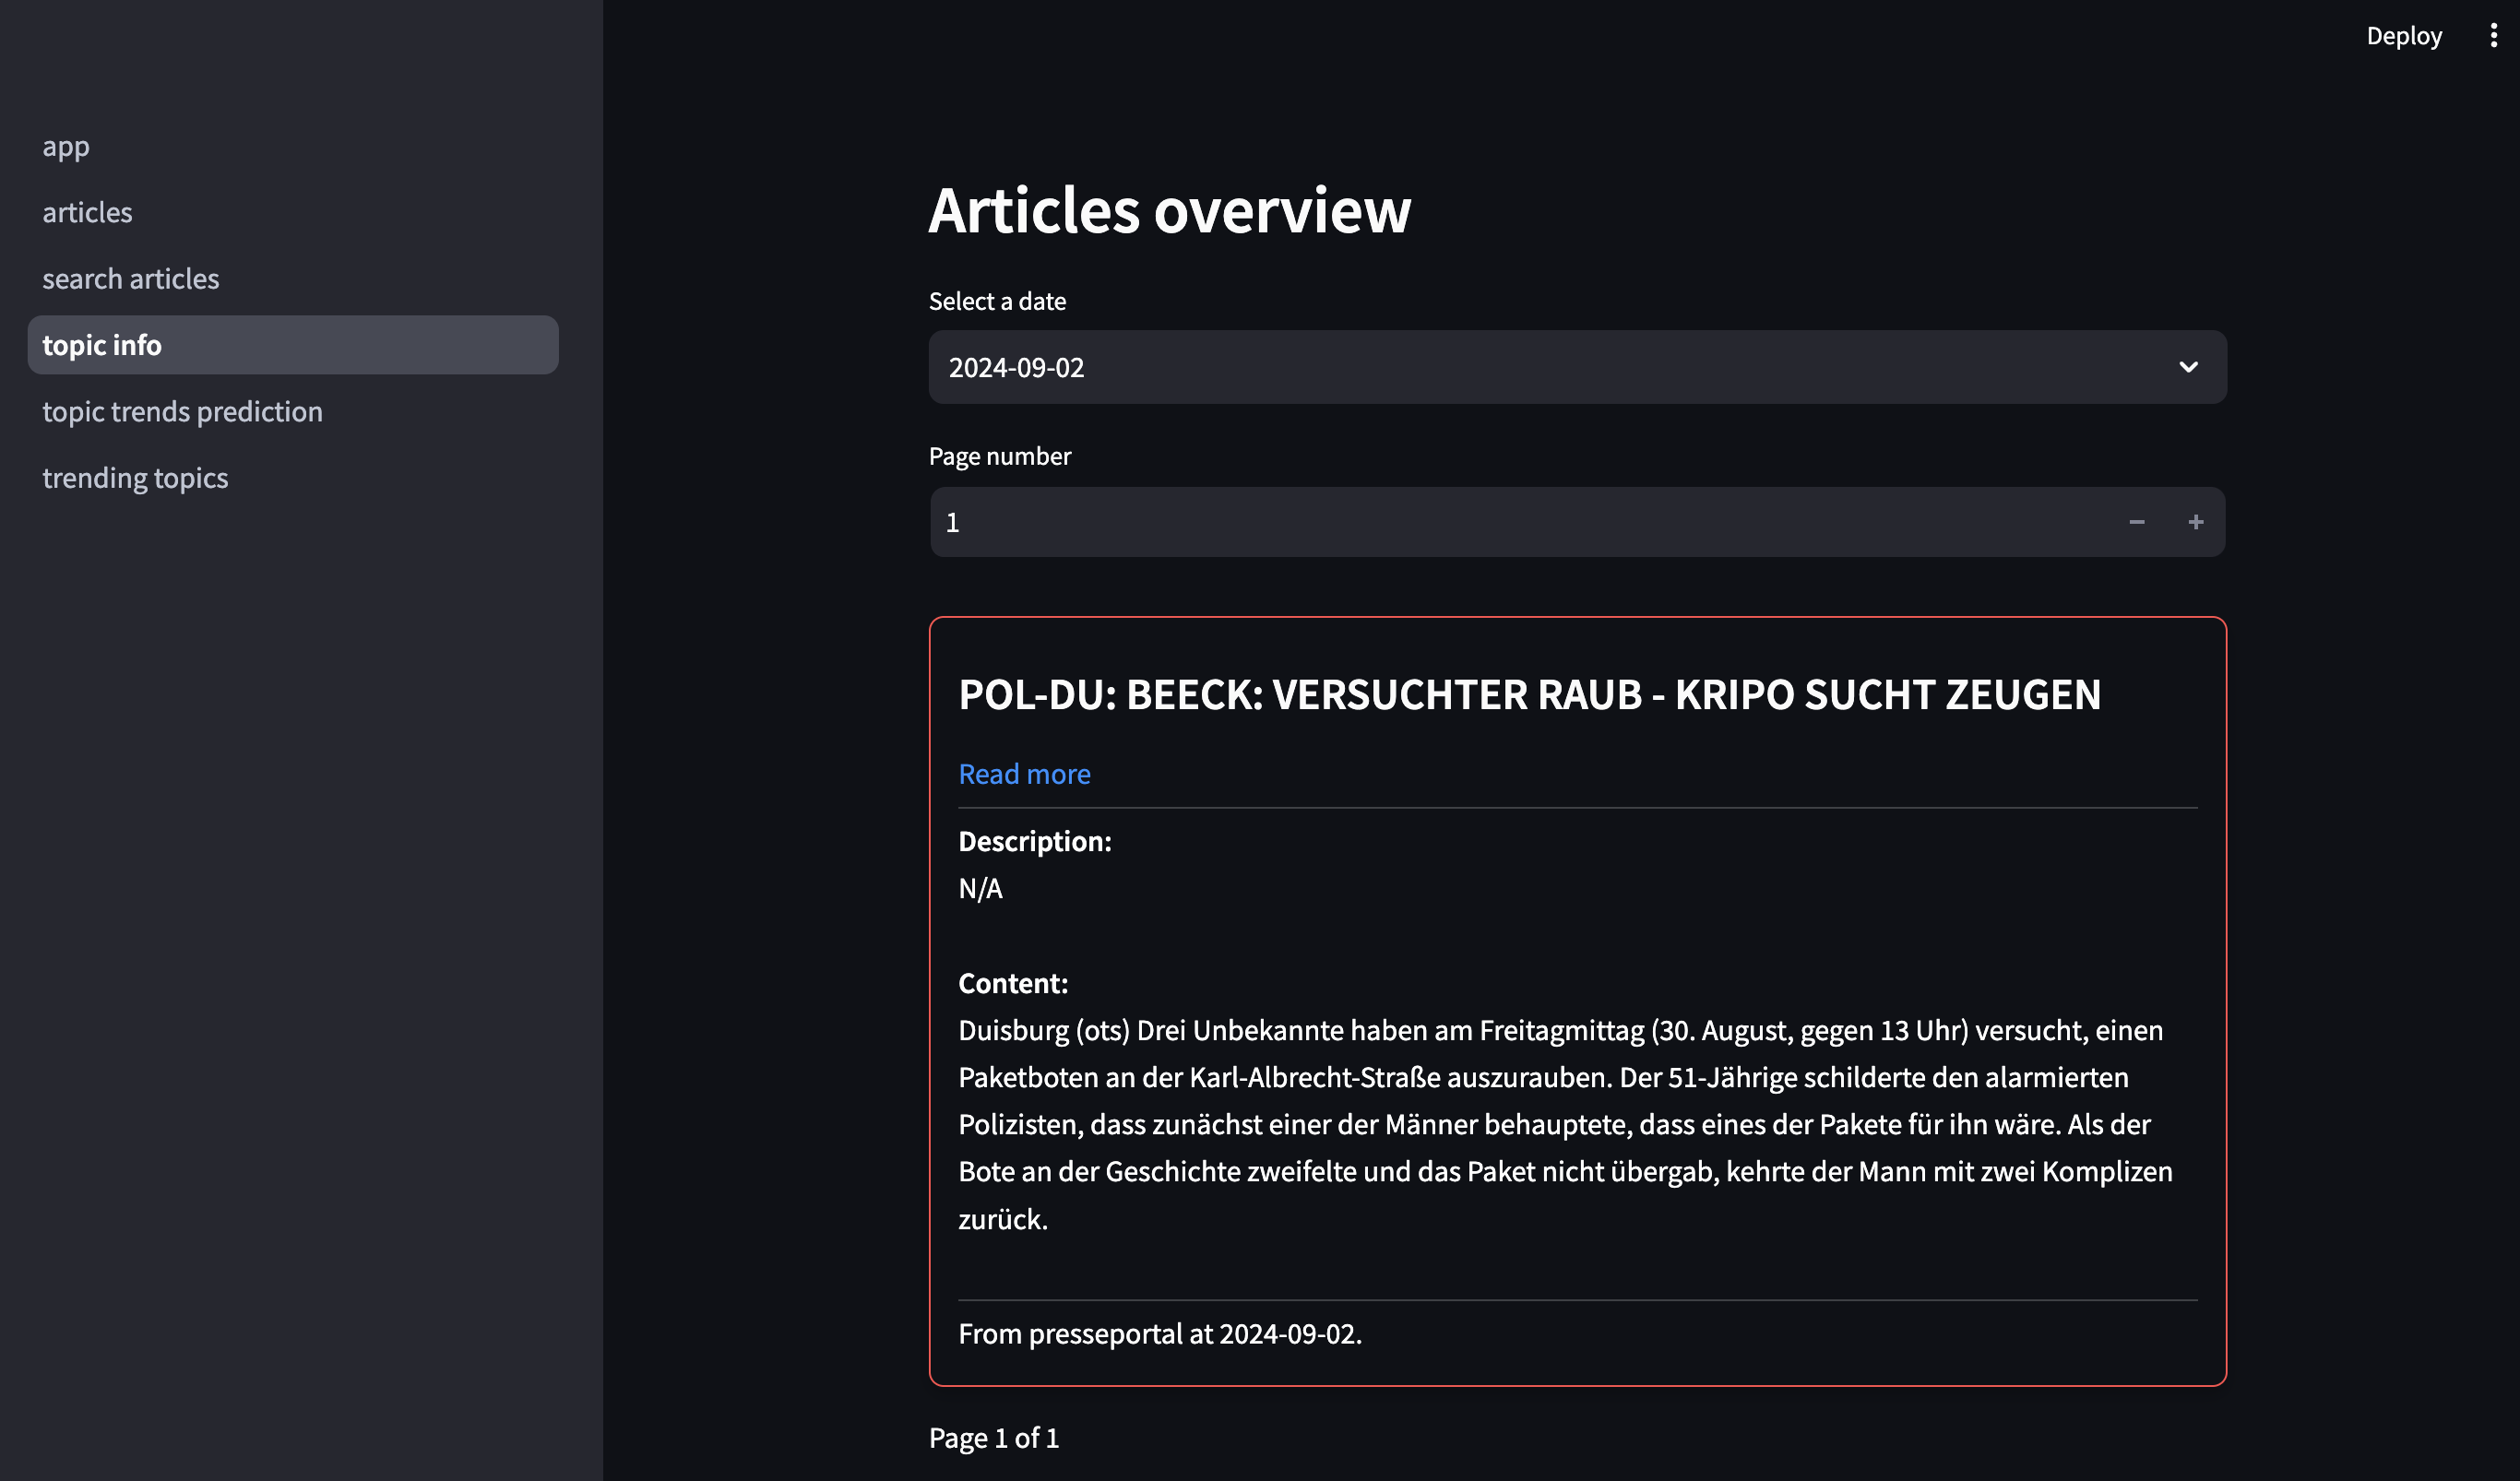 Deploy
app
articles
search articles
topic info
topic trends prediction
trending topics
Articles overview
Select a date
2024-09-02
Page number
1
POL-DU: BEECK: VERSUCHTER RAUB - KRIPO SUCHT ZEUGEN
Read more
Description:
N/A
Content:
Duisburg (ots) Drei Unbekannte haben am Freitagmittag (30. August, gegen 13 Uhr) versucht, einen
Paketboten an der Karl-Albrecht-Straße auszurauben. Der 51-Jährige schilderte den alarmierten
Polizisten, dass zunächst einer der Männer behauptete, dass eines der Pakete für ihn wäre. Als der
Bote an der Geschichte zweifelte und das Paket nicht übergab, kehrte der Mann mit zwei Komplizen
zurück.
From presseportal at 2024-09-02.
Page 1 of 1